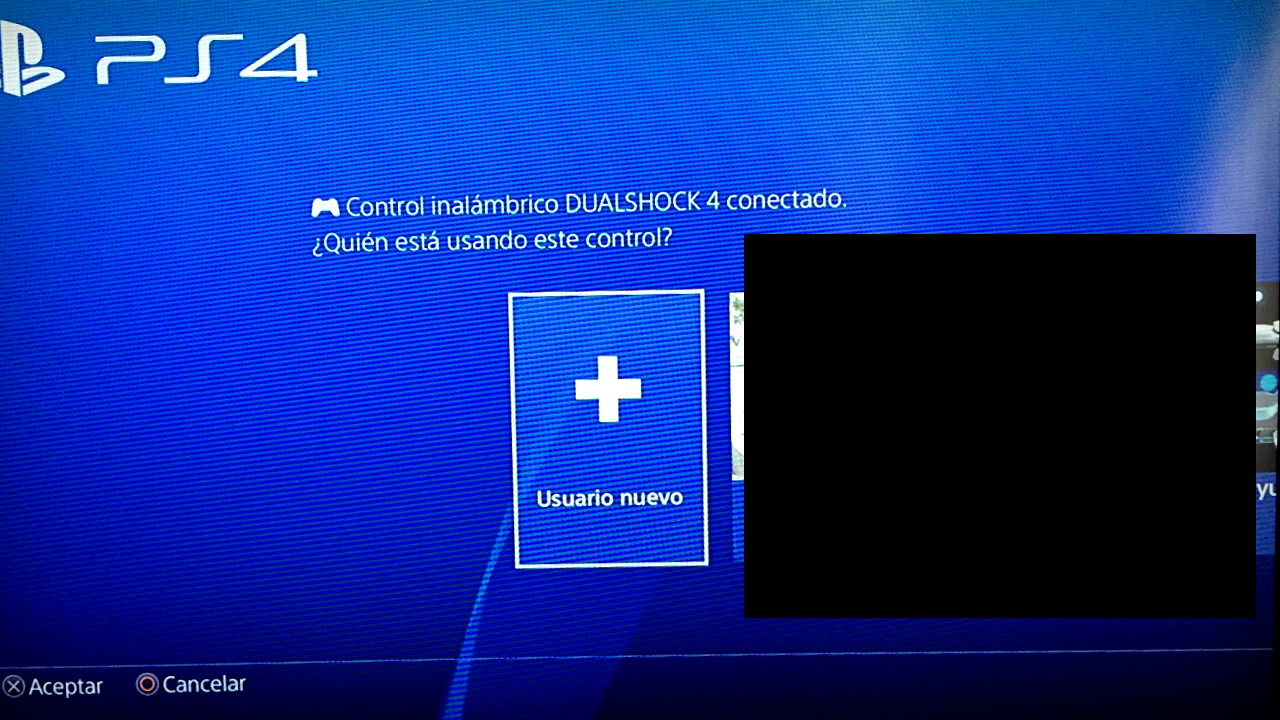 PS4
Control inalámbrico DUALSHOCK 4 conectado.
¿Quién está usando este control?
Usuario nuevo
Aceptar
Cancelar